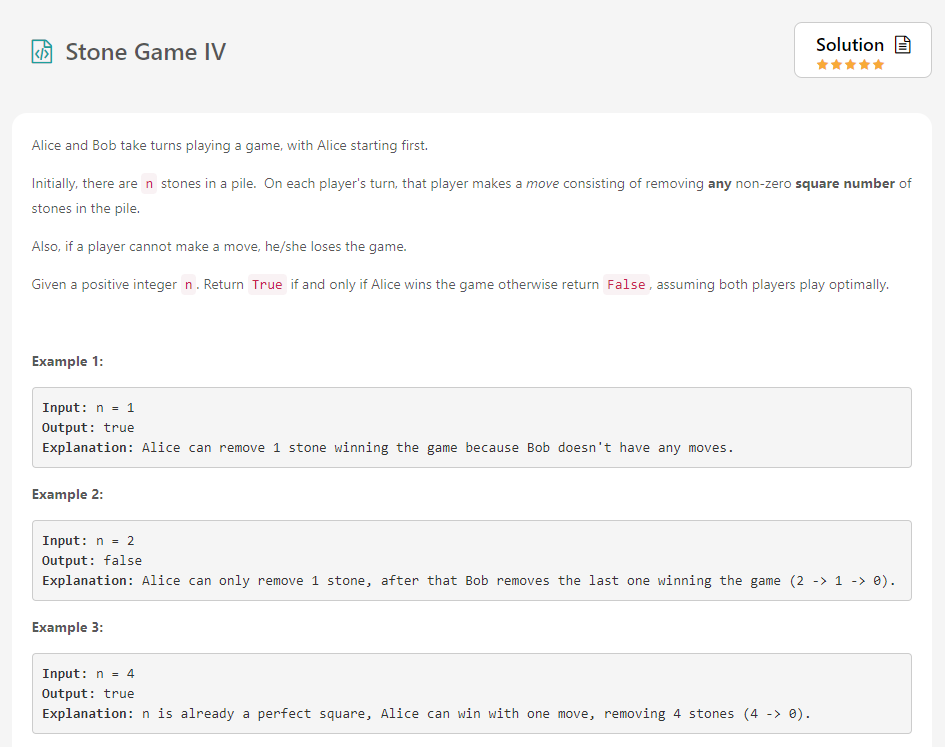 Stone Game IV
Solution
Alice and Bob take turns playing a game, with Alice starting first.
Initially, there are n stones in a pile. On each player's turn, that player makes a move consisting of removing any non-zero square number of
stones in the pile.
Also, if a player cannot make a move, he/she loses the game.
Given a positive integer n. Return True if and only if Alice wins the game otherwise return False, assuming both players play optimally.
Example 1:
Input: n = 1
Output: true
Explanation: Alice can remove 1 stone winning the game because Bob doesn't have any moves.
Example 2:
Input: n = 2
Output: false
Explanation: Alice can only remove 1 stone, after that Bob removes the last one winning the game (2 -> 1 -> 0).
Example 3:
Input: n = 4
Output: true
Explanation: n is already a perfect square, Alice can win with one move, removing 4 stones (4 -> 0).